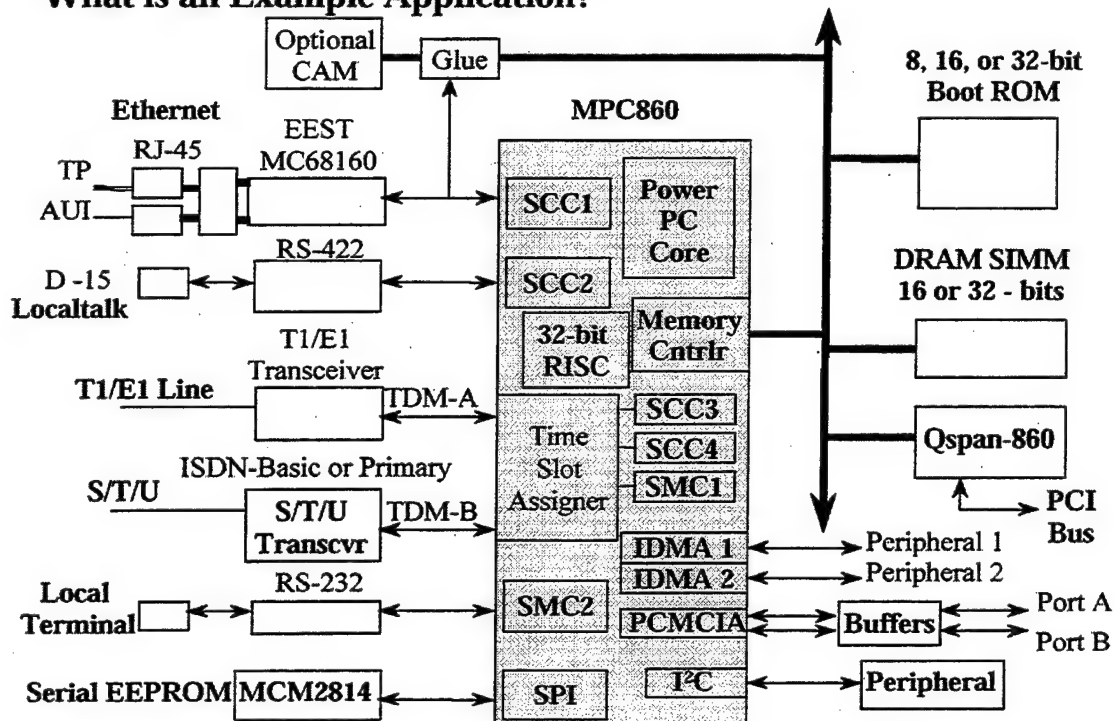 What is an Example Application?
Optional
CAM
Glue
8, 16, or 32-bit
Boot ROM
MPC860
Ethernet
EEST
MC68160
RJ-45
TP
AUI
SCC1
Power
PC
Core
RS-422
D -15
Localtalk
SCC2
DRAM SIMM
16 or 32 - bits
32-bit
RISC
Memory
Cntrlr
T1/E1
Transceiver
T1/E1 Line
TDM-A
Time
Slot
Assigner
SCC3
SCC4
SMC1
Qspan-860
PCI
Bus
ISDN-Basic or Primary
S/T/U
S/T/U
Transcvr
TDM-B
IDMA 1
Peripheral 1
IDMA 2
Peripheral 2
RS-232
Local
Terminal
SMC2
PCMCIA
Buffers
Port A
Port B
Serial EEPROM
MCM2814
SPI
I²C
Peripheral